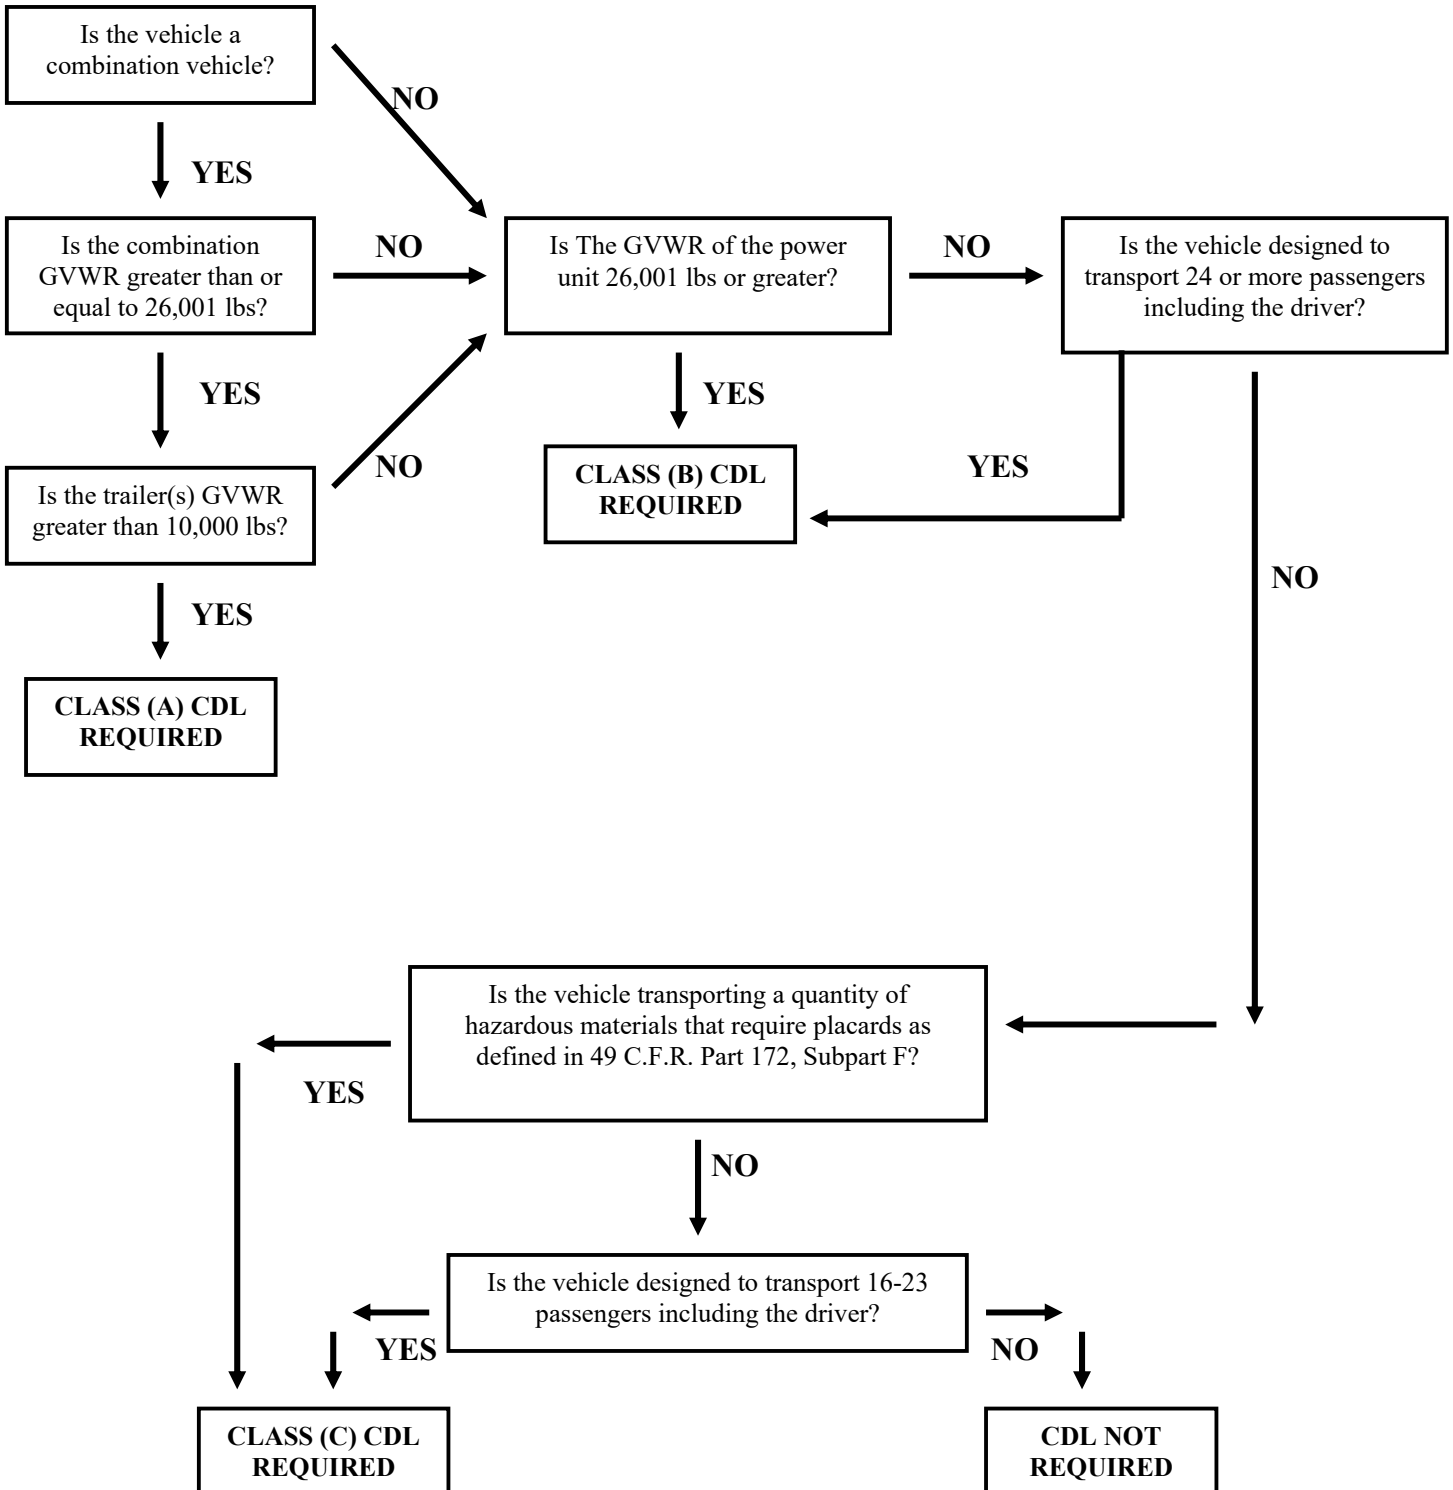 Is the vehicle a
combination vehicle?
NO
YES
Is the combination
GVWR greater than or
equal to 26,001 lbs?
NO
Is The GVWR of the power
unit 26,001 lbs or greater?
NO
Is the vehicle designed to
transport 24 or more passengers
including the driver?
YES
YES
NO
CLASS (B) CDL
REQUIRED
YES
Is the trailer(s) GVWR
greater than 10,000 lbs?
NO
YES
CLASS (A) CDL
REQUIRED
Is the vehicle transporting a quantity of
hazardous materials that require placards as
defined in 49 C.F.R. Part 172, Subpart F?
YES
NO
Is the vehicle designed to transport 16-23
passengers including the driver?
YES
NO
CLASS (C) CDL
REQUIRED
CDL NOT
REQUIRED